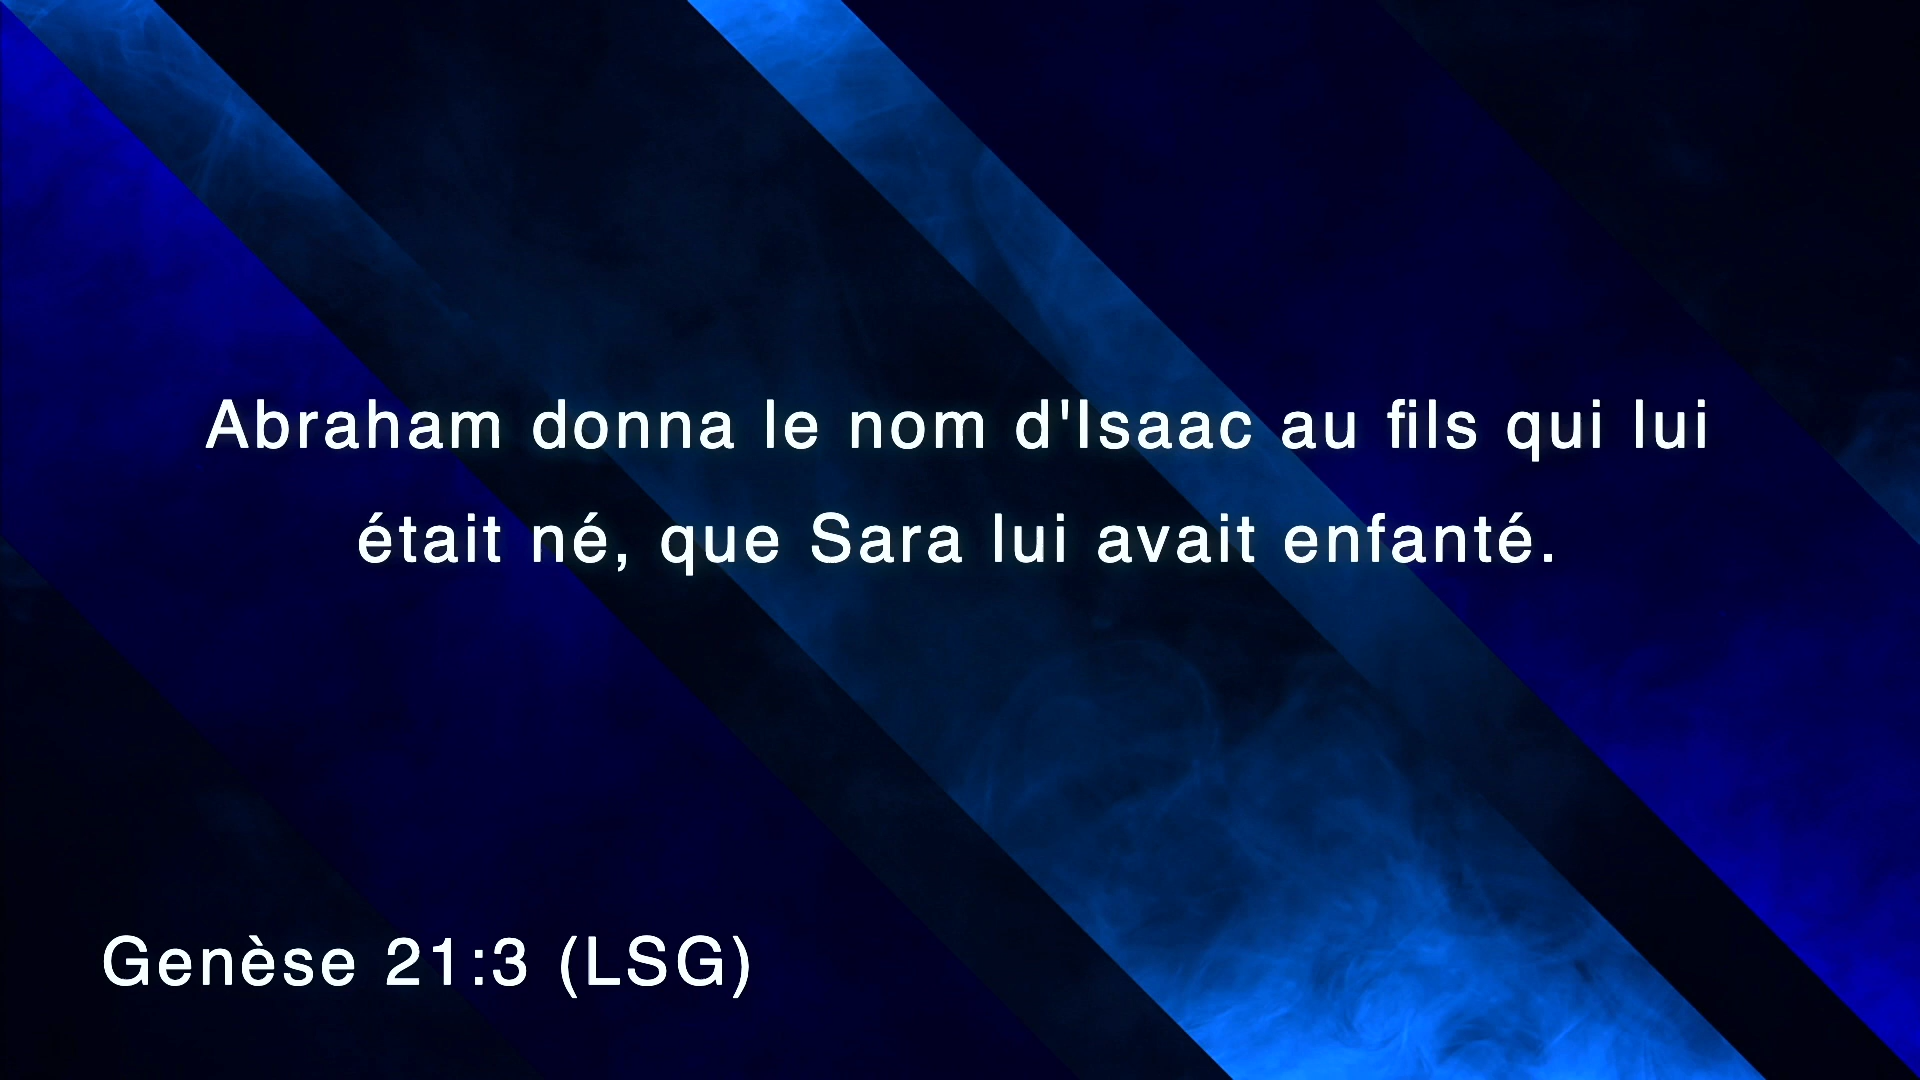 Abraham donna le nom d'Isaac au fils qui lui
était né, que Sara lui avait enfanté.
Genèse 21:3 (LSG)